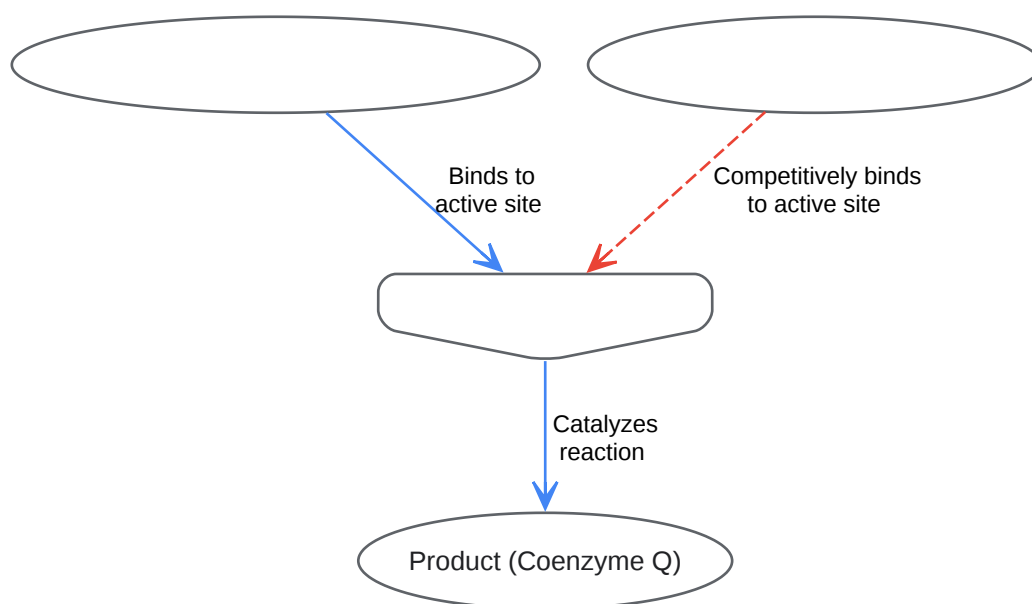 Binds to
active site
Competitively binds
to active site
Catalyzes
reaction
Product (Coenzyme Q)